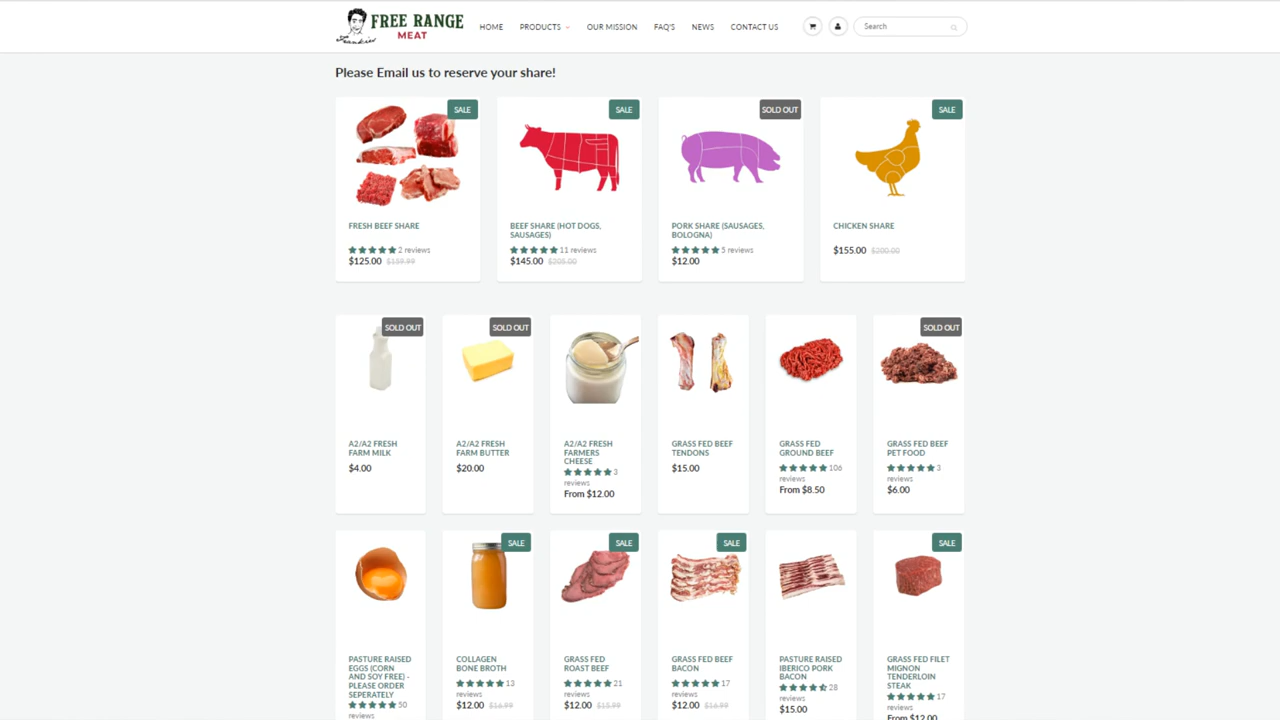 Frankies
FREE RANGE
MEAT
HOME
PRODUCTS
OUR MISSION
FAQ'S
NEWS
CONTACT US
Search
Please Email us to reserve your share!
SALE
FRESH BEEF SHARE
2 reviews
$125.00 $159.99
SALE
BEEF SHARE (HOT DOGS,
SAUSAGES)
11 reviews
$145.00 $205.00
SOLD OUT
PORK SHARE (SAUSAGES,
BOLOGNA)
5 reviews
$12.00
SALE
CHICKEN SHARE
$155.00 $200.00
SOLD OUT
A2/A2 FRESH
FARM MILK
$4.00
SOLD OUT
A2/A2 FRESH
FARM BUTTER
$20.00
A2/A2 FRESH
FARMERS
CHEESE
3
reviews
From $12.00
GRASS FED BEEF
TENDONS
$15.00
GRASS FED
GROUND BEEF
106
reviews
From $8.50
SOLD OUT
GRASS FED BEEF
PET FOOD
3
reviews
$6.00
PASTURE RAISED
EGGS (CORN
AND SOY FREE) -
PLEASE ORDER
SEPERATELY
50
reviews
SALE
COLLAGEN
BONE BROTH
13
reviews
$12.00 $16.99
SALE
GRASS FED
ROAST BEEF
21
reviews
$12.00 $15.99
SALE
GRASS FED BEEF
BACON
17
reviews
$12.00 $16.99
PASTURE RAISED
IBERICO PORK
BACON
28
reviews
$15.00
SALE
GRASS FED FILET
MIGNON
TENDERLOIN
STEAK
17
reviews
From $12.00